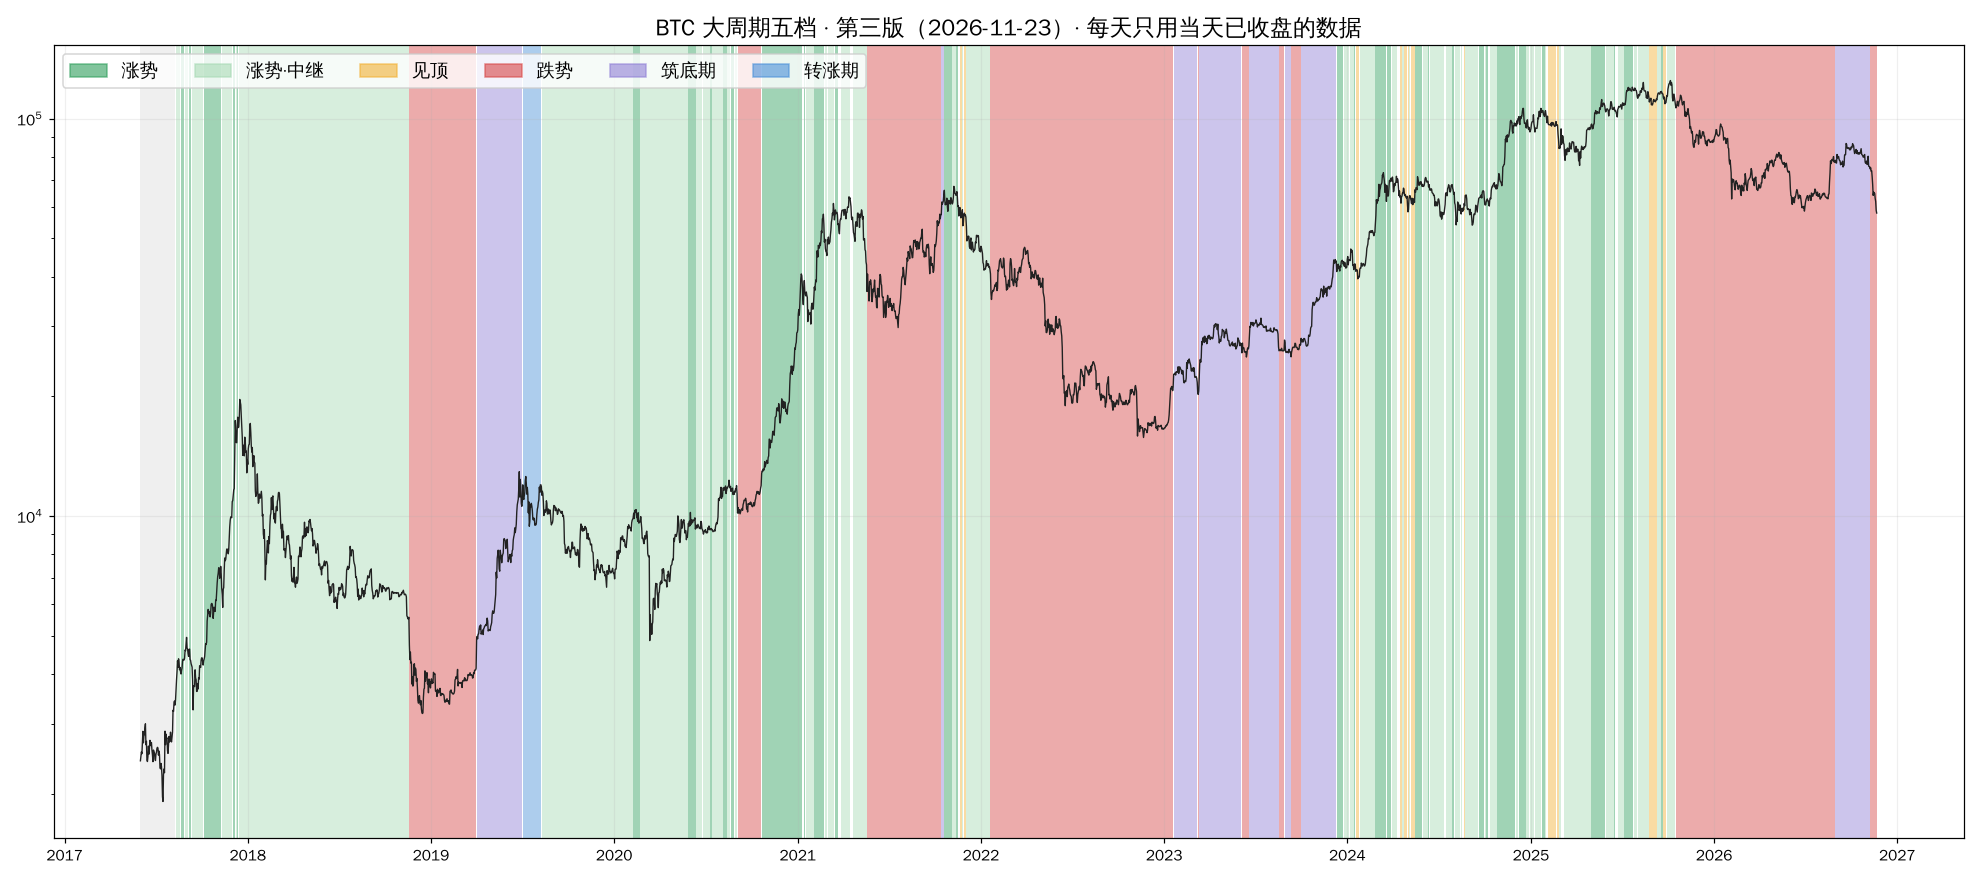 BTC 大周期五档 · 第三版（2026-11-23）· 每天只用当天已收盘的数据
涨势 涨势·中继 见顶 跌势 筑底期 转涨期
10⁵
10⁴
2017 2018 2019 2020 2021 2022 2023 2024 2025 2026 2027